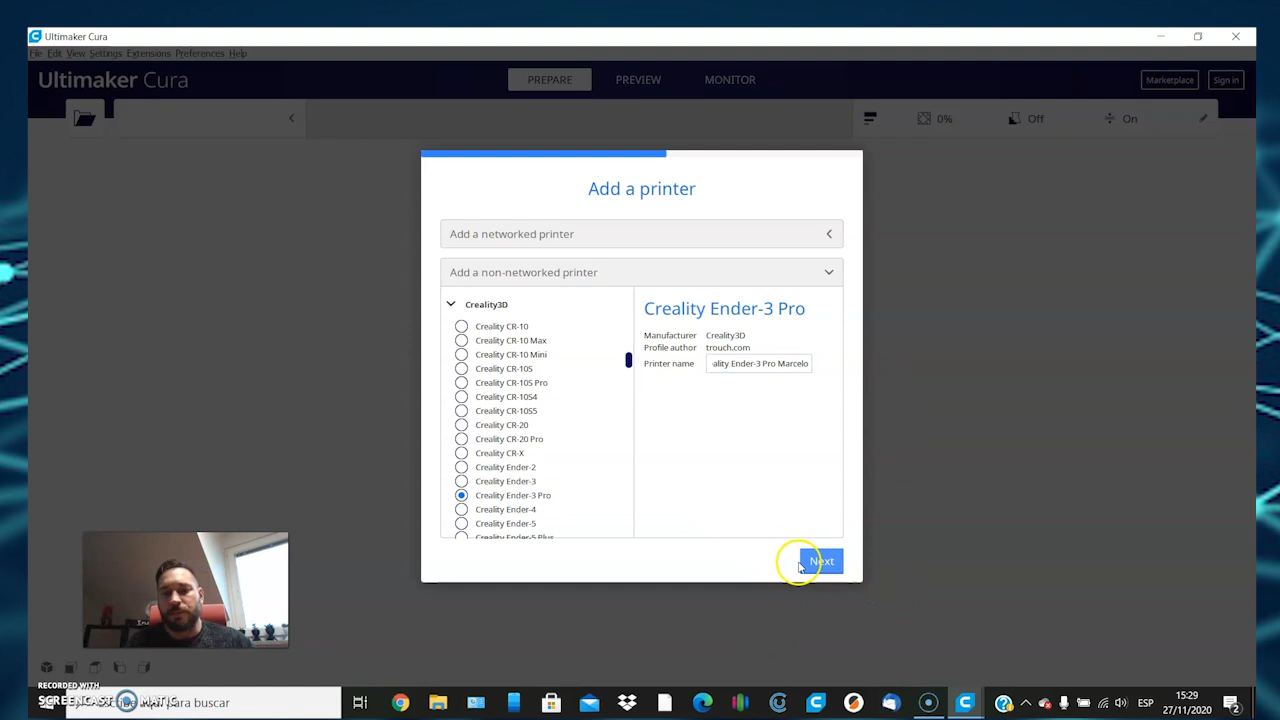 Ultimaker Cura
File Edit View Settings Extensions Preferences Help
Ultimaker Cura
PREPARE
PREVIEW
MONITOR
Marketplace
Sign in
0%
Off
On
Add a printer
Add a networked printer
Add a non-networked printer
Creality3D
Creality CR-10
Creality CR-10 Max
Creality CR-10 Mini
Creality CR-10S
Creality CR-10S Pro
Creality CR-10S4
Creality CR-10S5
Creality CR-20
Creality CR-20 Pro
Creality CR-X
Creality Ender-2
Creality Ender-3
Creality Ender-3 Pro
Creality Ender-4
Creality Ender-5
Creality Ender-5 Plus
Creality Ender-3 Pro
Manufacturer Creality3D
Profile author trouch.com
Printer name ality Ender-3 Pro Marcelo
Next
RECORDED WITH
SCREENCAST MATIC
para buscar
ESP
15:29
27/11/2020
2